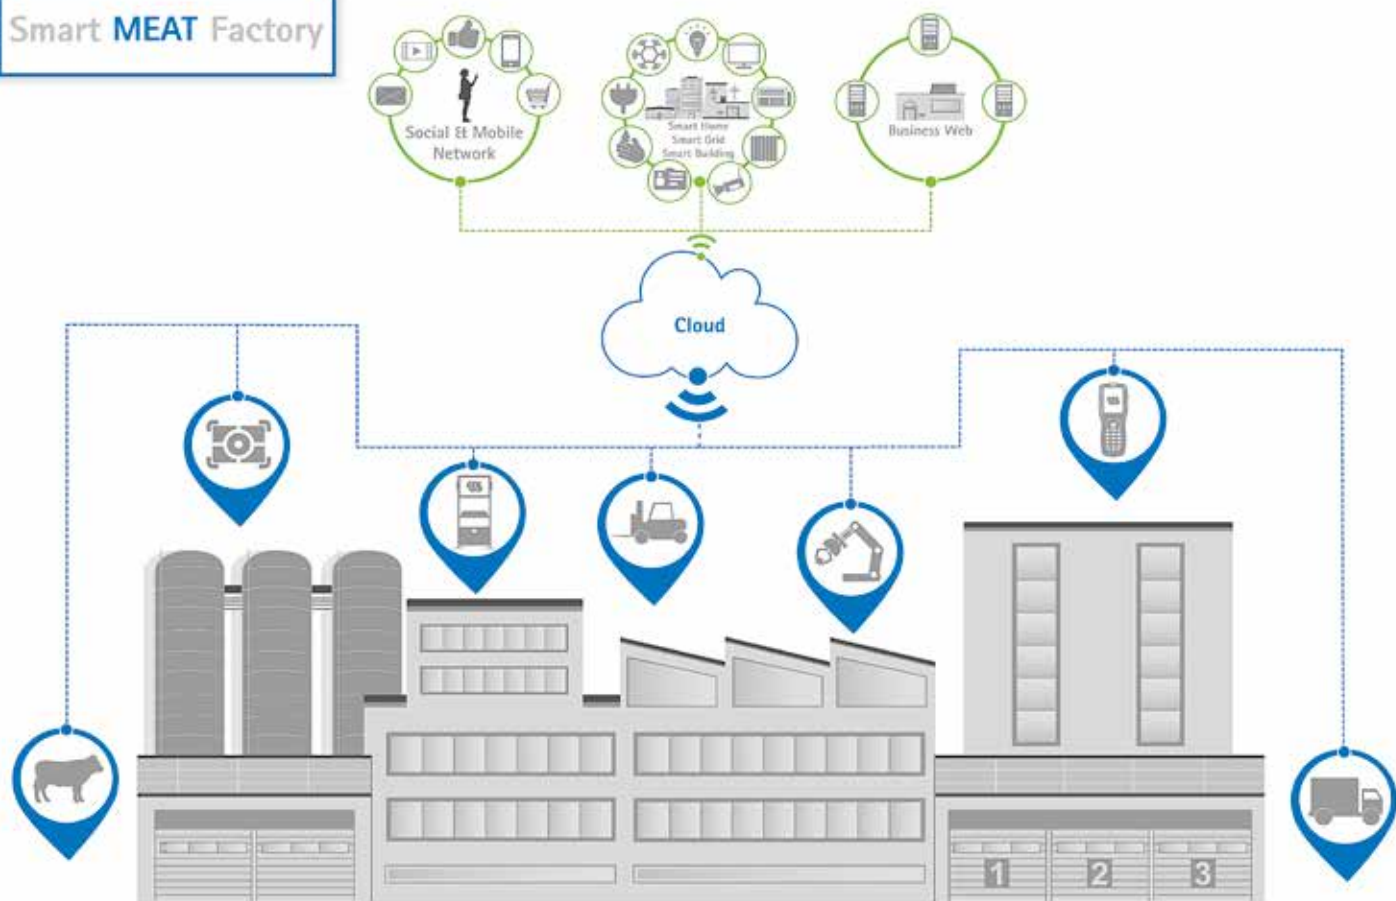 Smart MEAT Factory
Social & Mobile
Network
Smart Home
Smart Grid
Smart Building
Business Web
Cloud
1
2
3